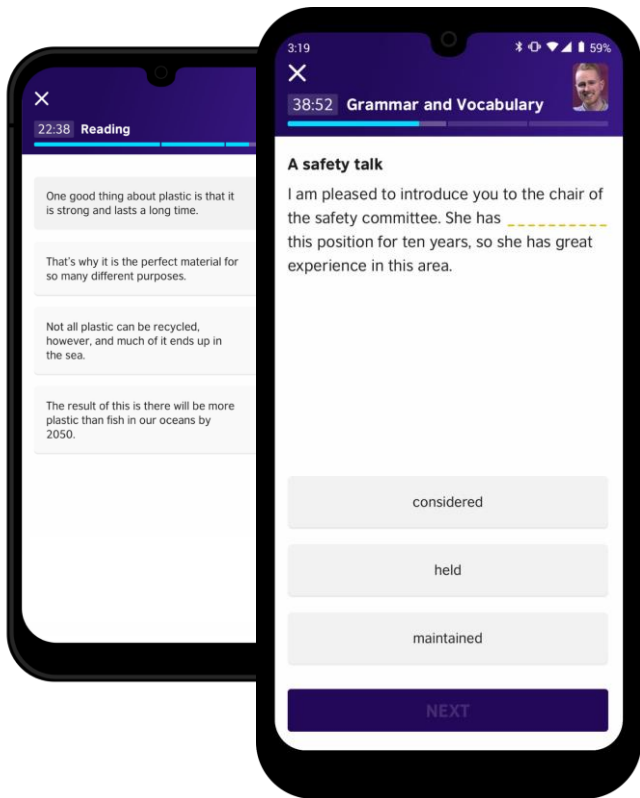 22:38 Reading
One good thing about plastic is that it
is strong and lasts a long time.
That's why it is the perfect material for
so many different purposes.
Not all plastic can be recycled,
however, and much of it ends up in
the sea.
The result of this is there will be more
plastic than fish in our oceans by
2050.
3:19 59%
38:52 Grammar and Vocabulary
A safety talk
I am pleased to introduce you to the chair of
the safety committee. She has ____________
this position for ten years, so she has great
experience in this area.
considered
held
maintained
NEXT